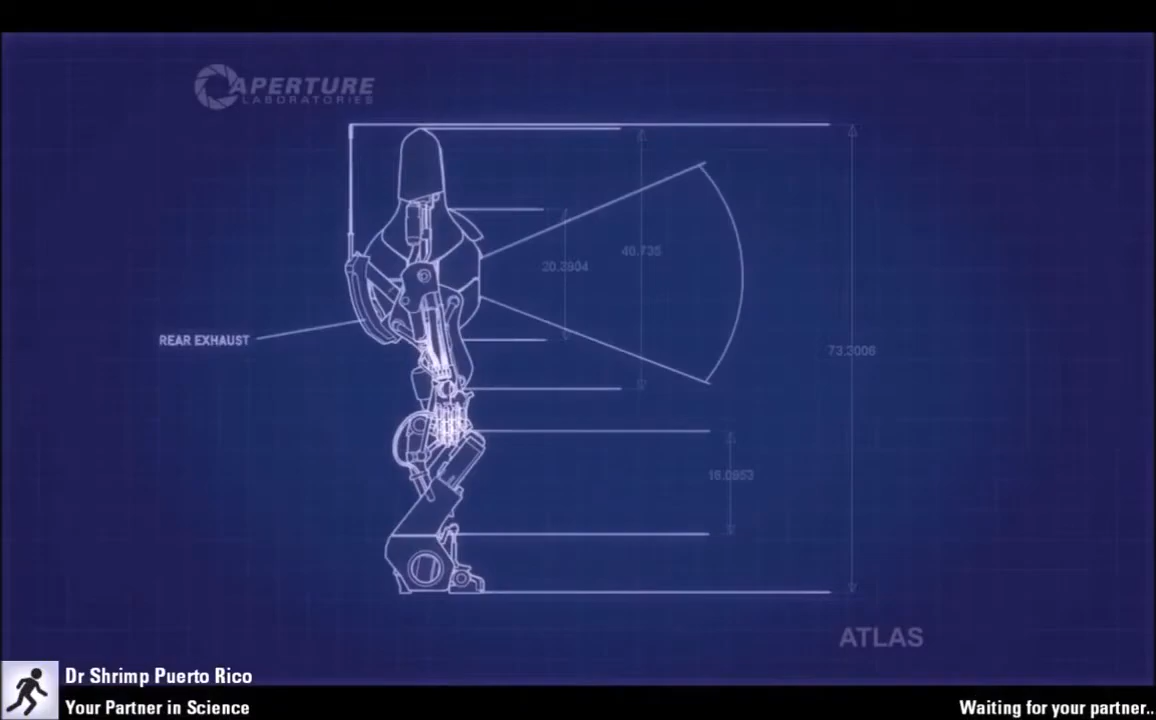 APERTURE
LABORATORIES
40.735
20.3904
REAR EXHAUST
73.3006
16.0953
ATLAS
Dr Shrimp Puerto Rico
Your Partner in Science
Waiting for your partner..